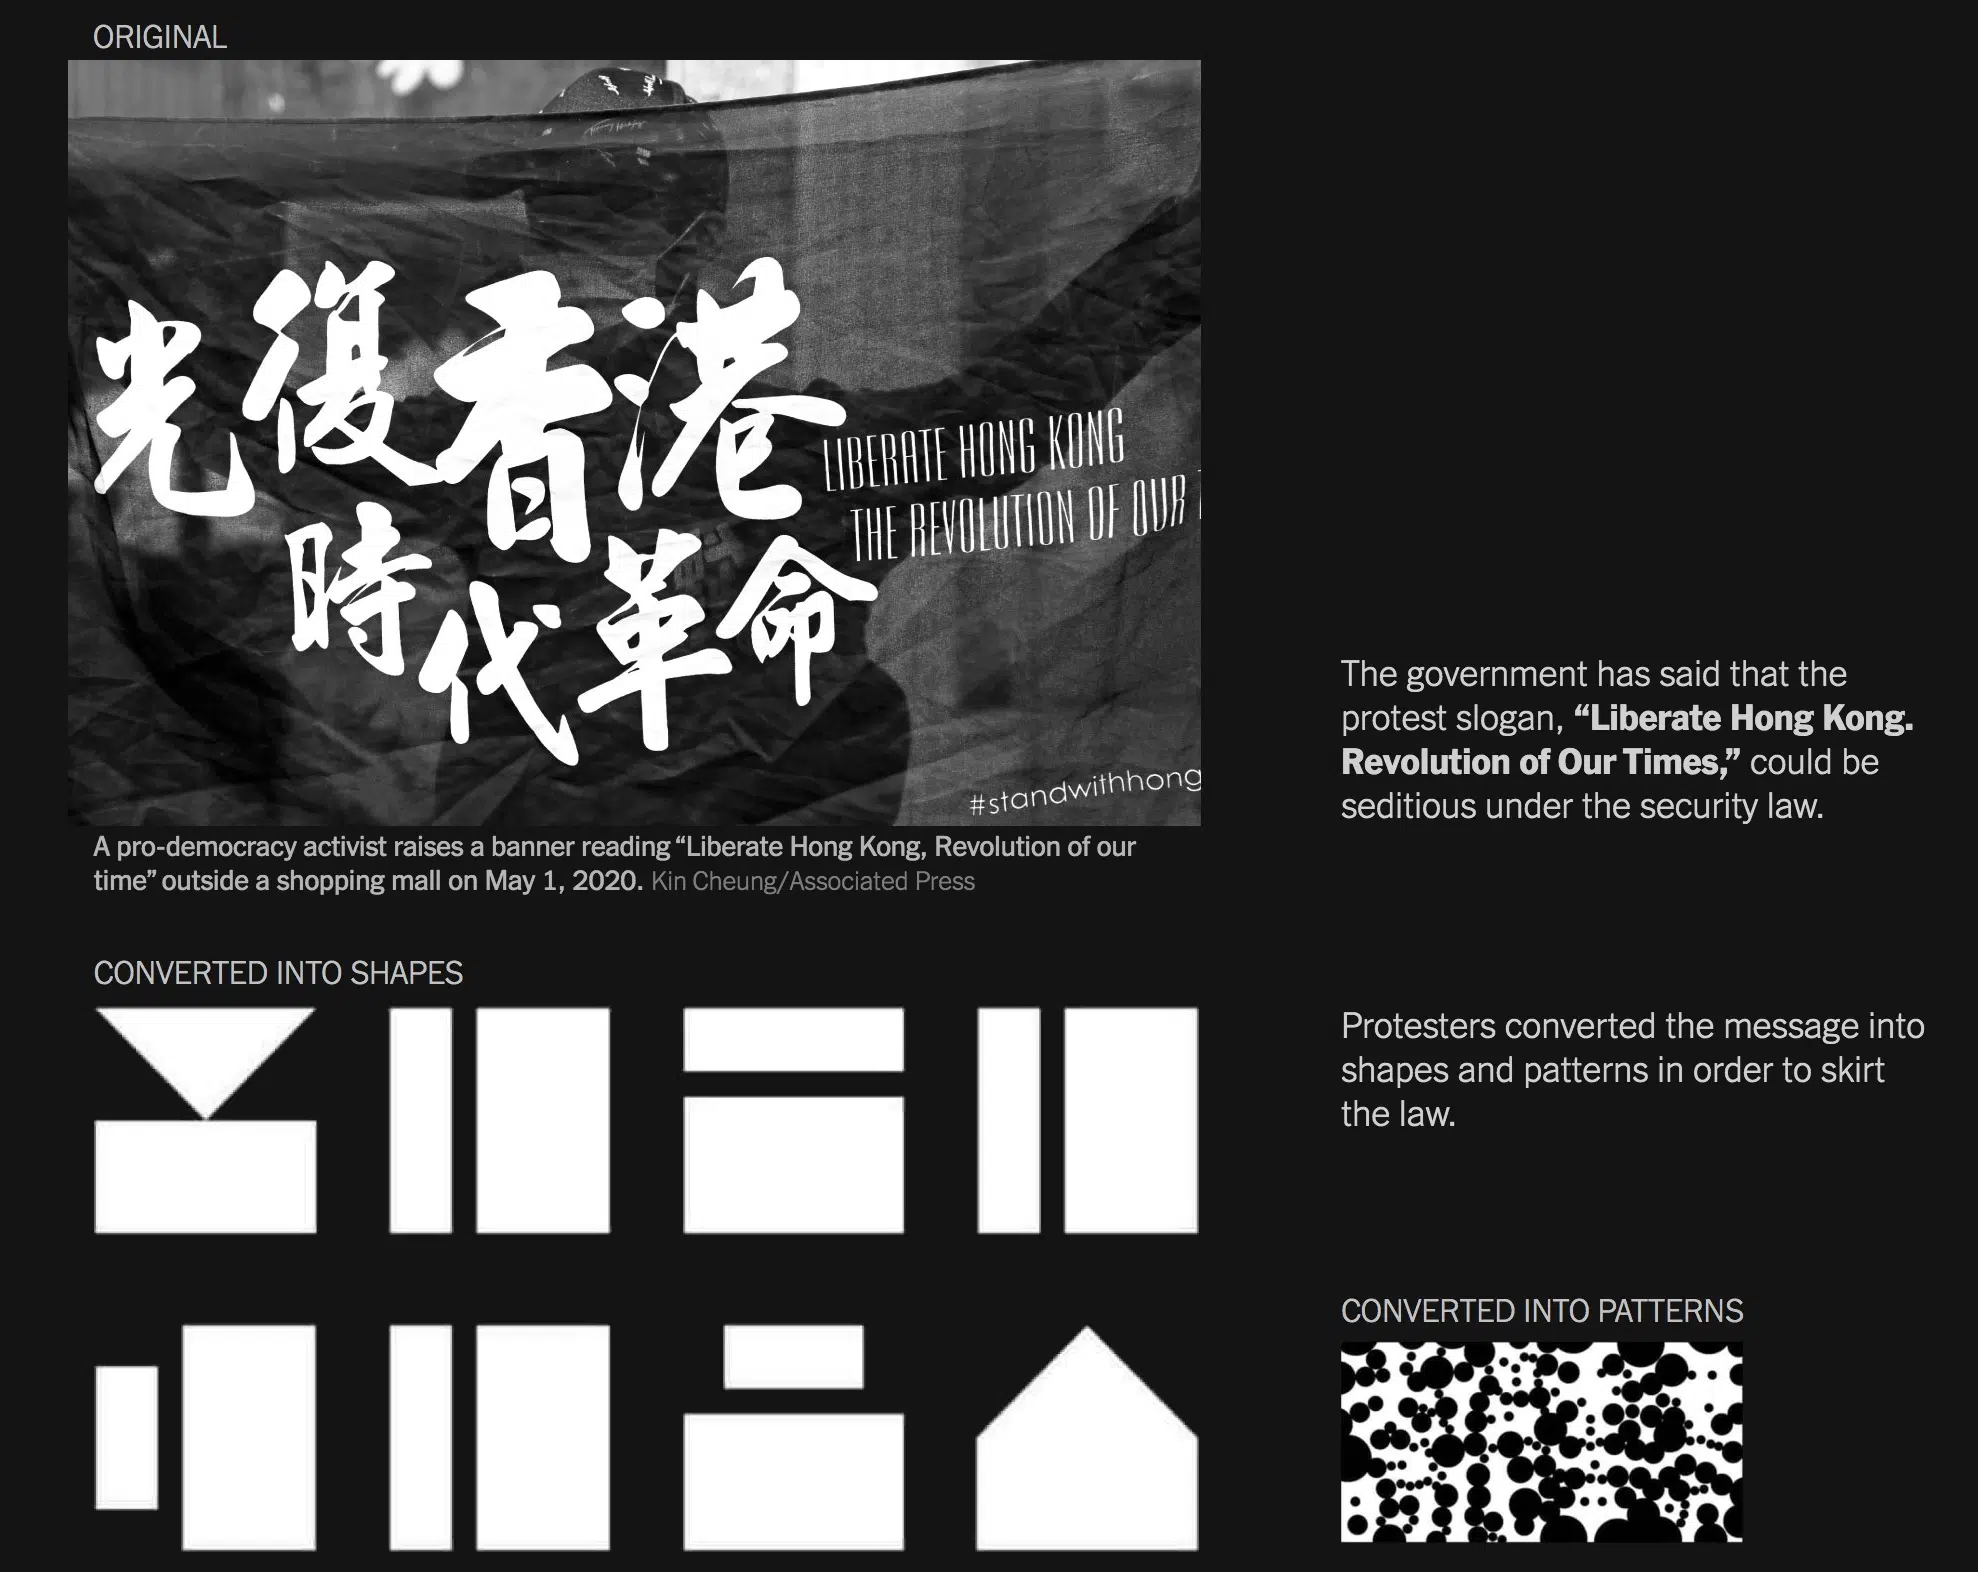 ORIGINAL
光復香港
時代革命
LIBERATE HONG KONG
THE REVOLUTION OF OUR
#standwithhong
A pro-democracy activist raises a banner reading “Liberate Hong Kong, Revolution of our
time” outside a shopping mall on May 1, 2020. Kin Cheung/Associated Press
The government has said that the
protest slogan, “Liberate Hong Kong.
Revolution of Our Times,” could be
seditious under the security law.
CONVERTED INTO SHAPES
Protesters converted the message into
shapes and patterns in order to skirt
the law.
CONVERTED INTO PATTERNS